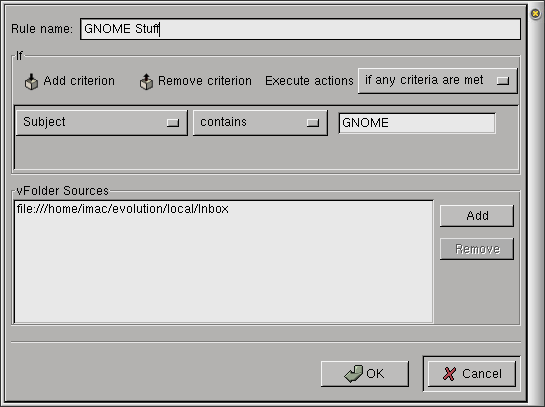 Rule name: GNOME Stuff
If
Add criterion Remove criterion Execute actions if any criteria are met
Subject contains GNOME
vFolder Sources
file:///home/imac/evolution/local/Inbox
Add
Remove
OK Cancel